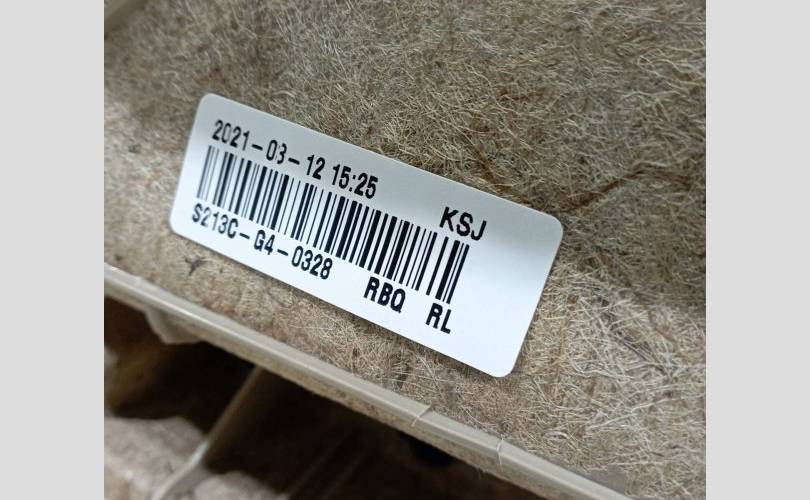 2021-03-12 15:25
KSJ
S213C-G4-0328
RBQ RL